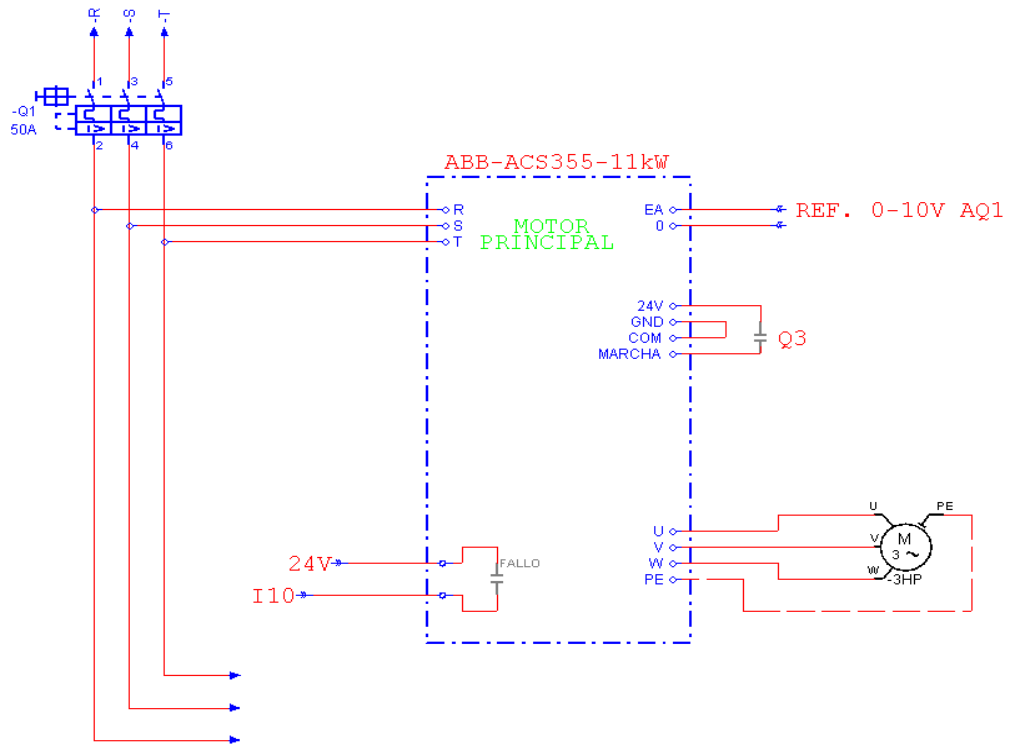 -R -S -T
1 3 5
-Q1
50A
2 4 6
ABB-ACS355-11kW
R
S
T
MOTOR
PRINCIPAL
EA
0
REF. 0-10V AQ1
24V
GND
COM
MARCHA
Q3
U
V
W
PE
U
PE
V
W
M
3 ~
-3HP
24V
FALLO
I10